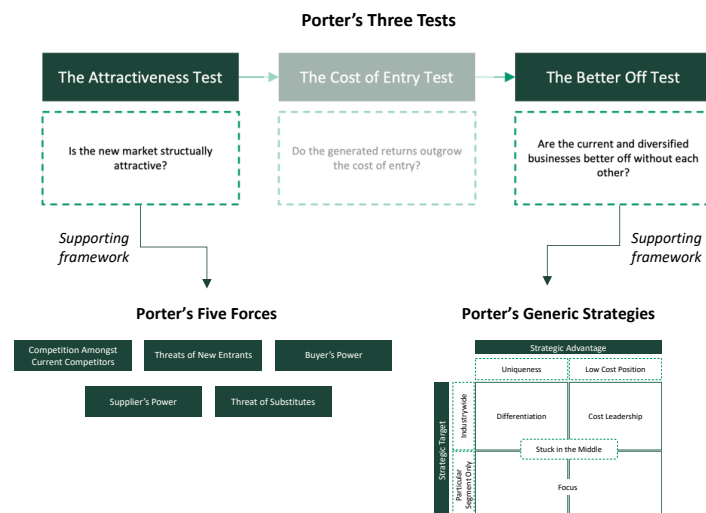 Porter’s Three Tests
The Attractiveness Test
The Cost of Entry Test
The Better Off Test
Is the new market structually
attractive?
Do the generated returns outgrow
the cost of entry?
Are the current and diversified
businesses better off without each
other?
Supporting
framework
Supporting
framework
Porter’s Five Forces
Porter’s Generic Strategies
Competition Amongst
Current Competitors
Threats of New Entrants
Buyer’s Power
Supplier’s Power
Threat of Substitutes
Strategic Advantage
Uniqueness
Low Cost Position
Strategic Target
Industrywide
Differentiation
Cost Leadership
Stuck in the Middle
Particular
Segment Only
Focus